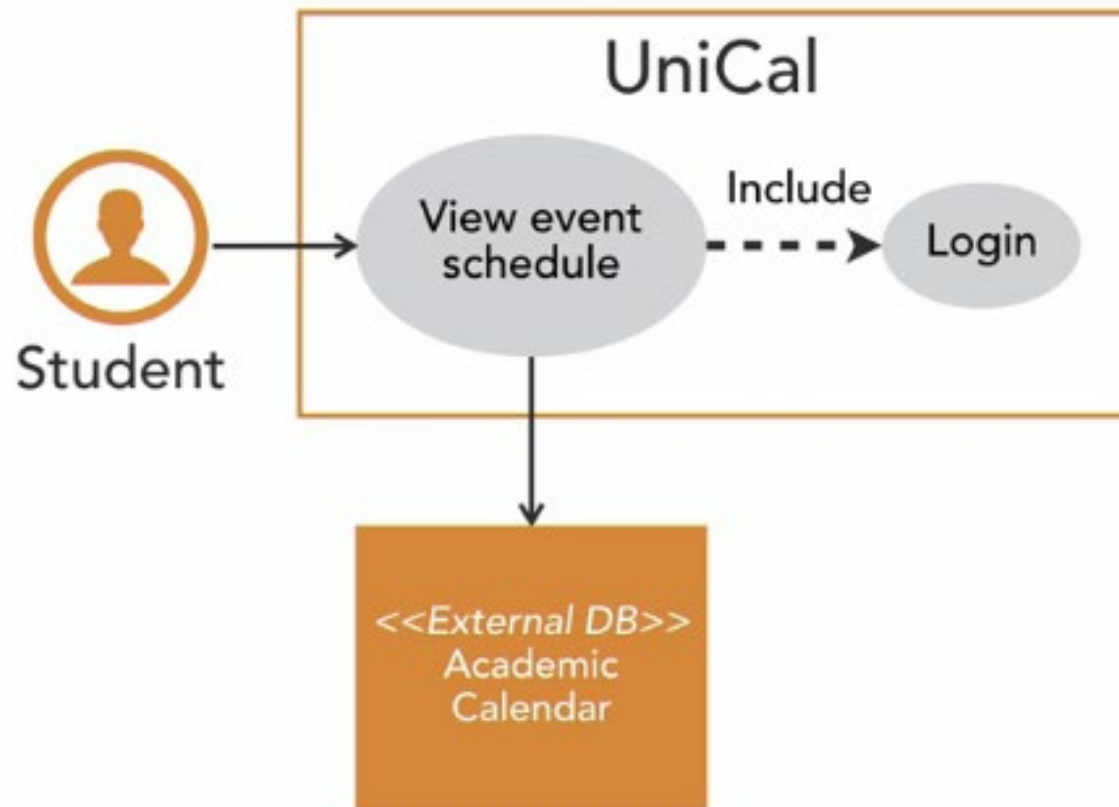 UniCal
View event
schedule
Include
Login
Student
<<External DB>>
Academic
Calendar